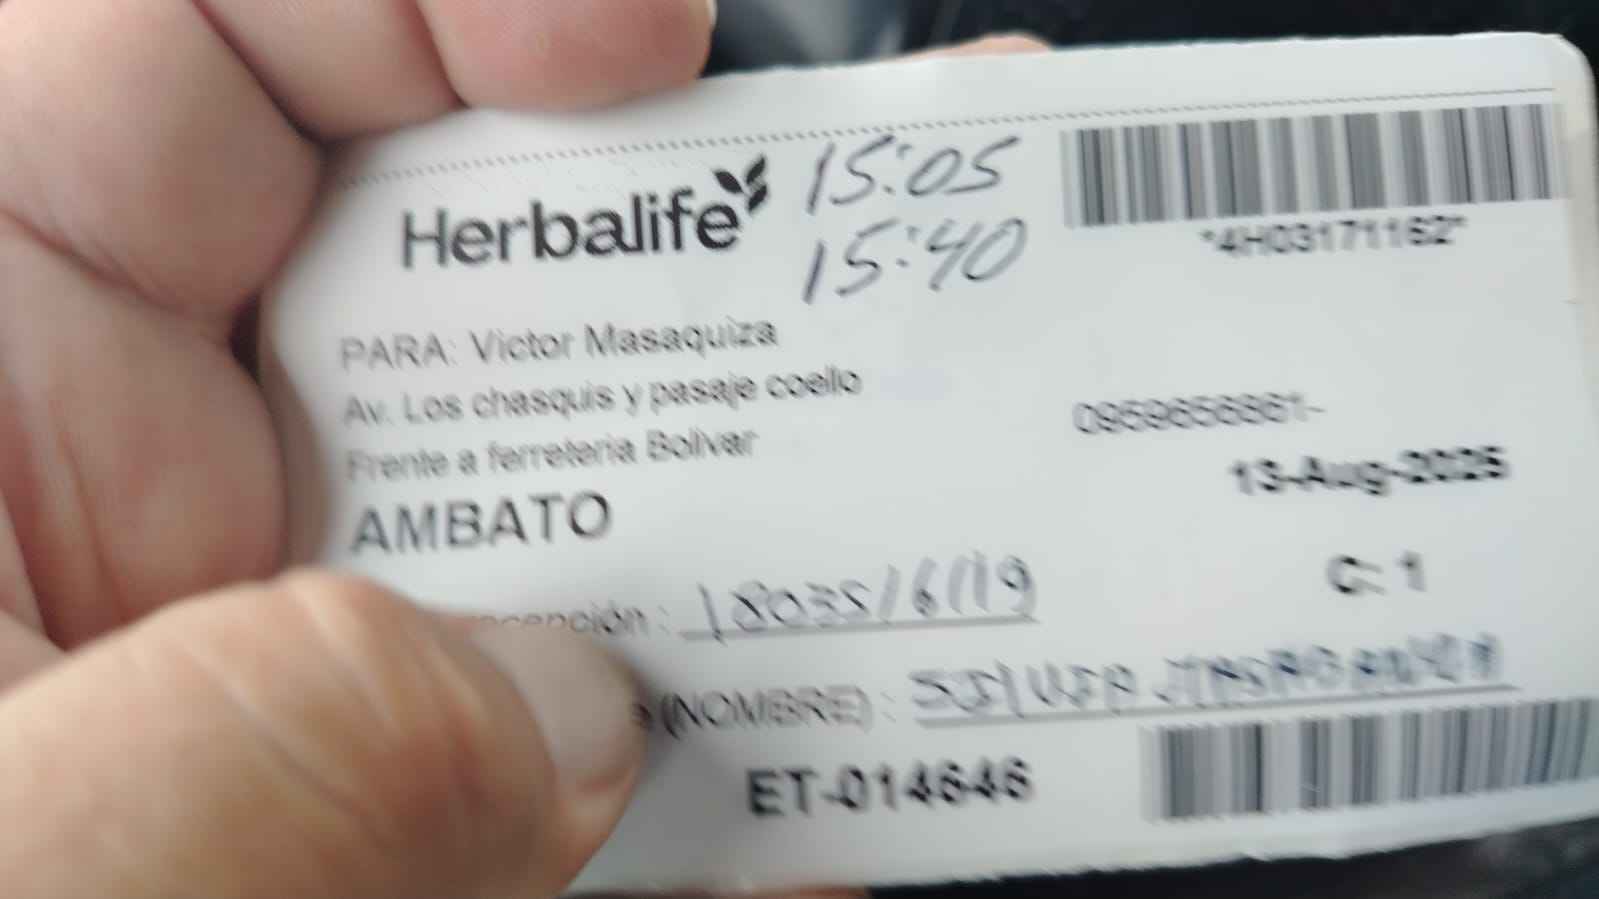 Herbalife
15:05
15:40
*4H03171162*
PARA: Victor Masaquiza
Av. Los chasquis y pasaje coello
Frente a ferreteria Bolivar
0959656861-
13-Aug-2025
AMBATO
C: 1
(NOMBRE) :
ET-014646